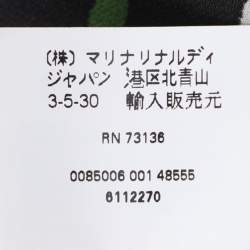 (株) マリナリナルディ
ジャパン 港区北青山
3-5-30 輸入販売元
RN 73136
0085006 001 48555
6112270